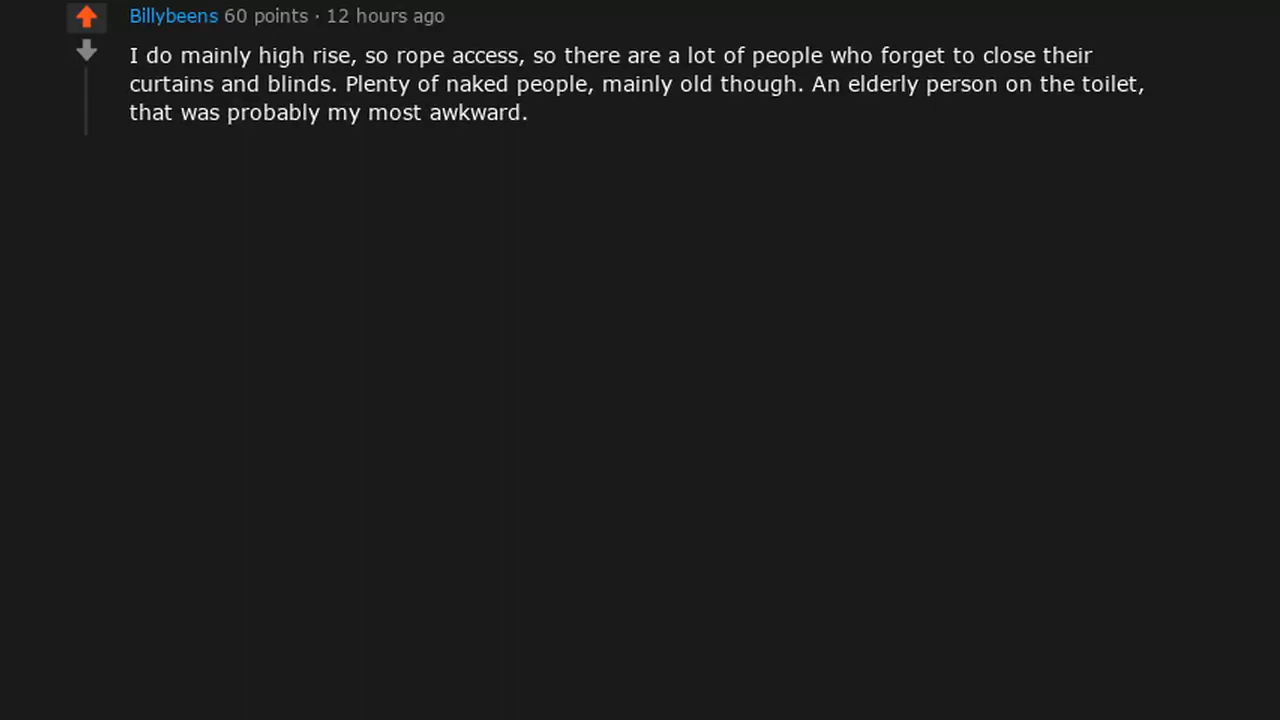 Billybeens 60 points · 12 hours ago
I do mainly high rise, so rope access, so there are a lot of people who forget to close their
curtains and blinds. Plenty of naked people, mainly old though. An elderly person on the toilet,
that was probably my most awkward.